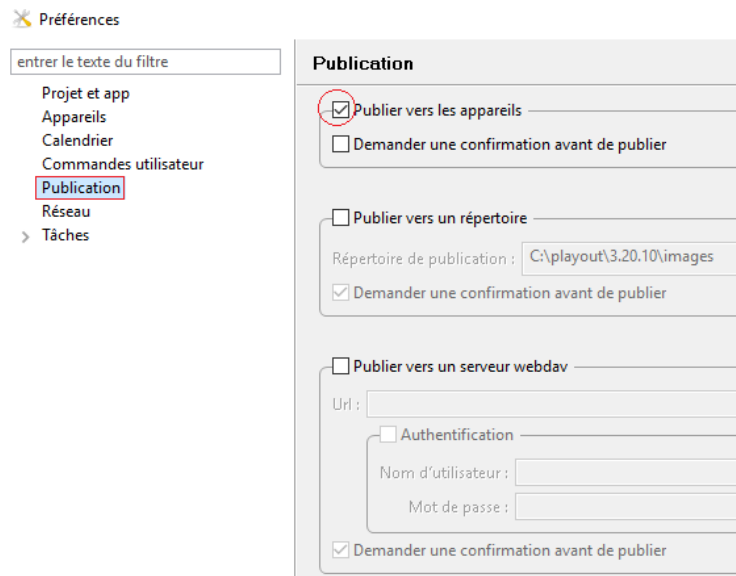 Préférences
entrer le texte du filtre
Projet et app
Appareils
Calendrier
Commandes utilisateur
Publication
Réseau
Tâches
Publication
Publier vers les appareils
Demander une confirmation avant de publier
Publier vers un répertoire
Répertoire de publication : C:\playout\3.20.10\images
Demander une confirmation avant de publier
Publier vers un serveur webdav
Url :
Authentification
Nom d'utilisateur :
Mot de passe :
Demander une confirmation avant de publier